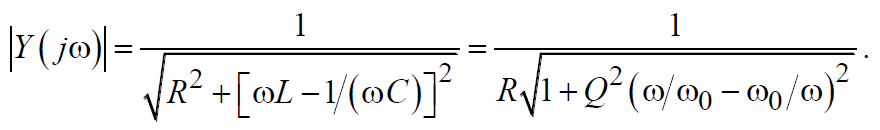 |Y(jω)| = 1/√(R² + [ωL − 1/(ωC)]²) = 1/(R√(1 + Q²(ω/ω₀ − ω₀/ω)²)).